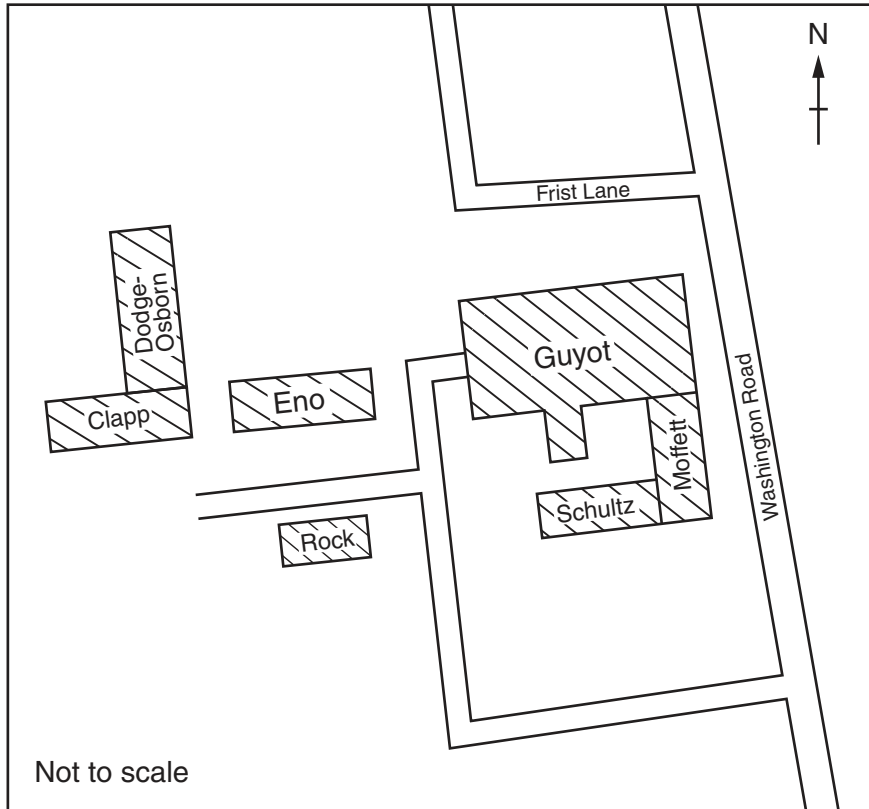 N
Frist Lane
Dodge-
Osborn
Guyot
Washington Road
Eno
Clapp
Moffett
Schultz
Rock
Not to scale